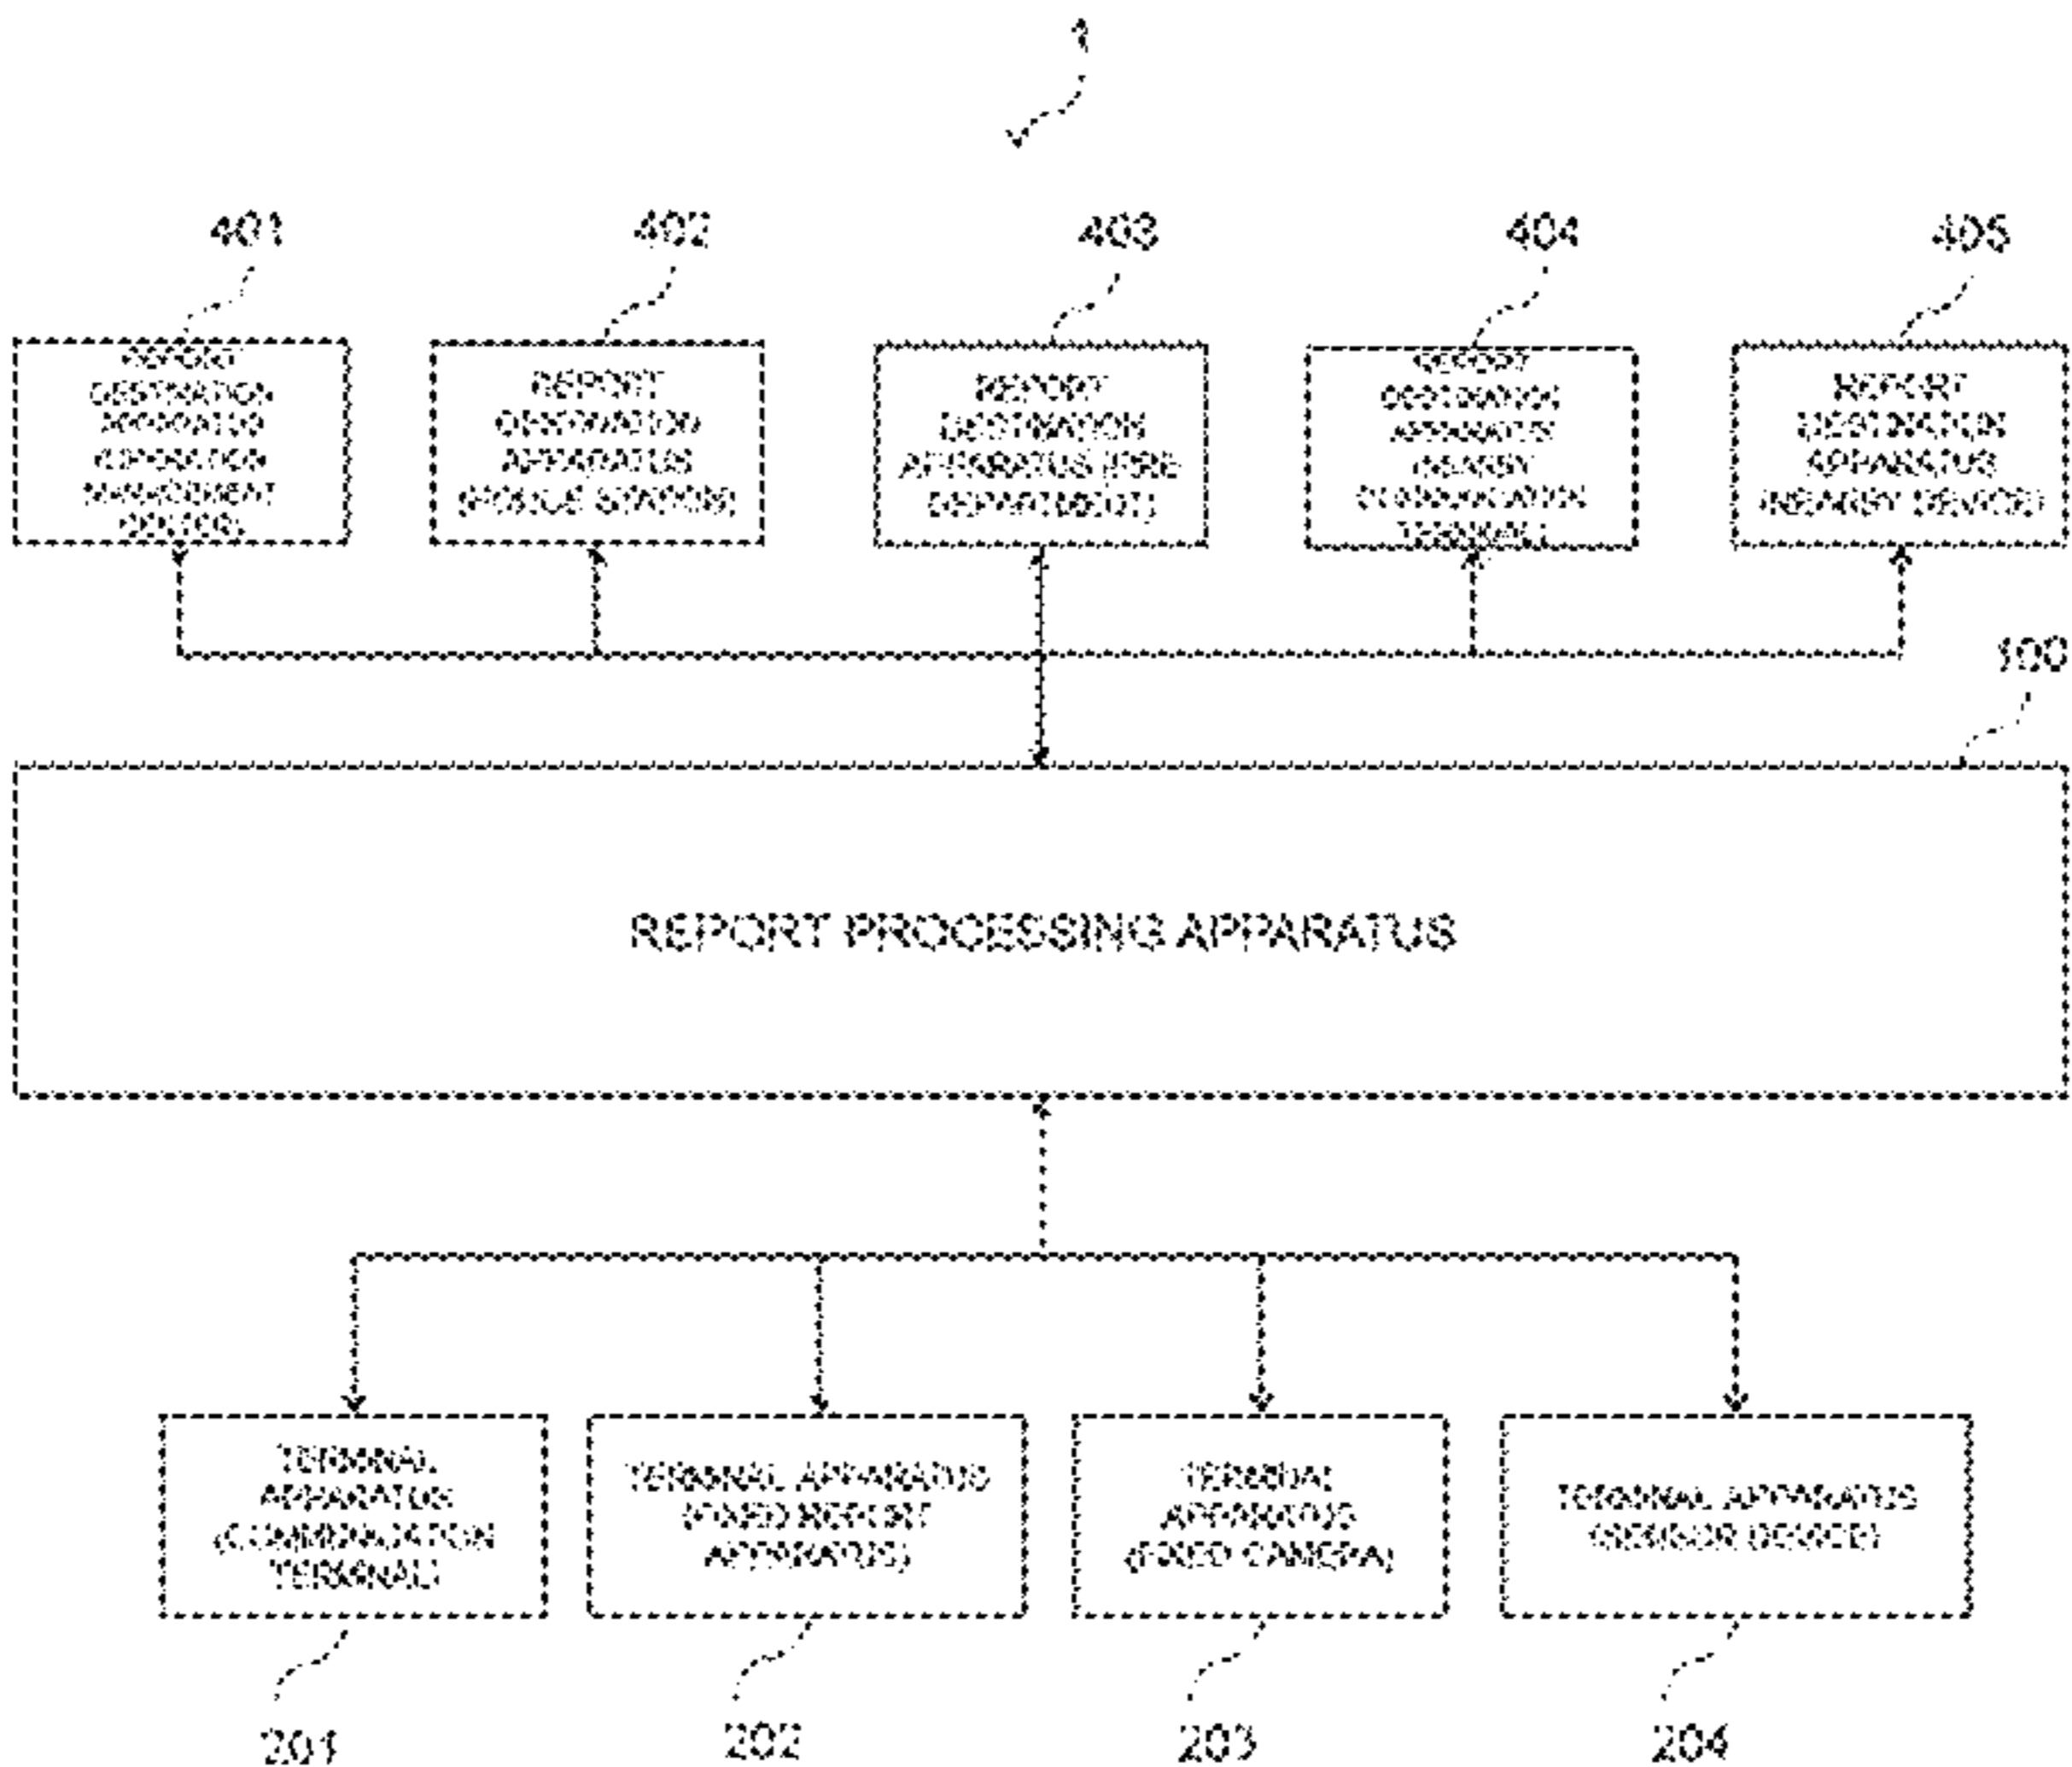 1
401
402
403
404
405
REPORT
DESTINATION
APPARATUS
MANAGEMENT
DEVICE)
REPORT
DESTINATION
APPARATUS
(POLICE STATION)
REPORT
DESTINATION
APPARATUS (FIRE
DEPARTMENT)
REPORT
DESTINATION
APPARATUS
(NEARBY
COMMUNICATION
TERMINAL)
REPORT
DESTINATION
APPARATUS
(NEARBY DEVICE)
100
REPORT PROCESSING APPARATUS
TERMINAL
APPARATUS
(COMMUNICATION
TERMINAL)
TERMINAL APPARATUS
(FIXED REPORT
APPARATUS)
TERMINAL
APPARATUS
(FIXED CAMERA)
TERMINAL APPARATUS
(SENSOR DEVICE)
201
202
203
204